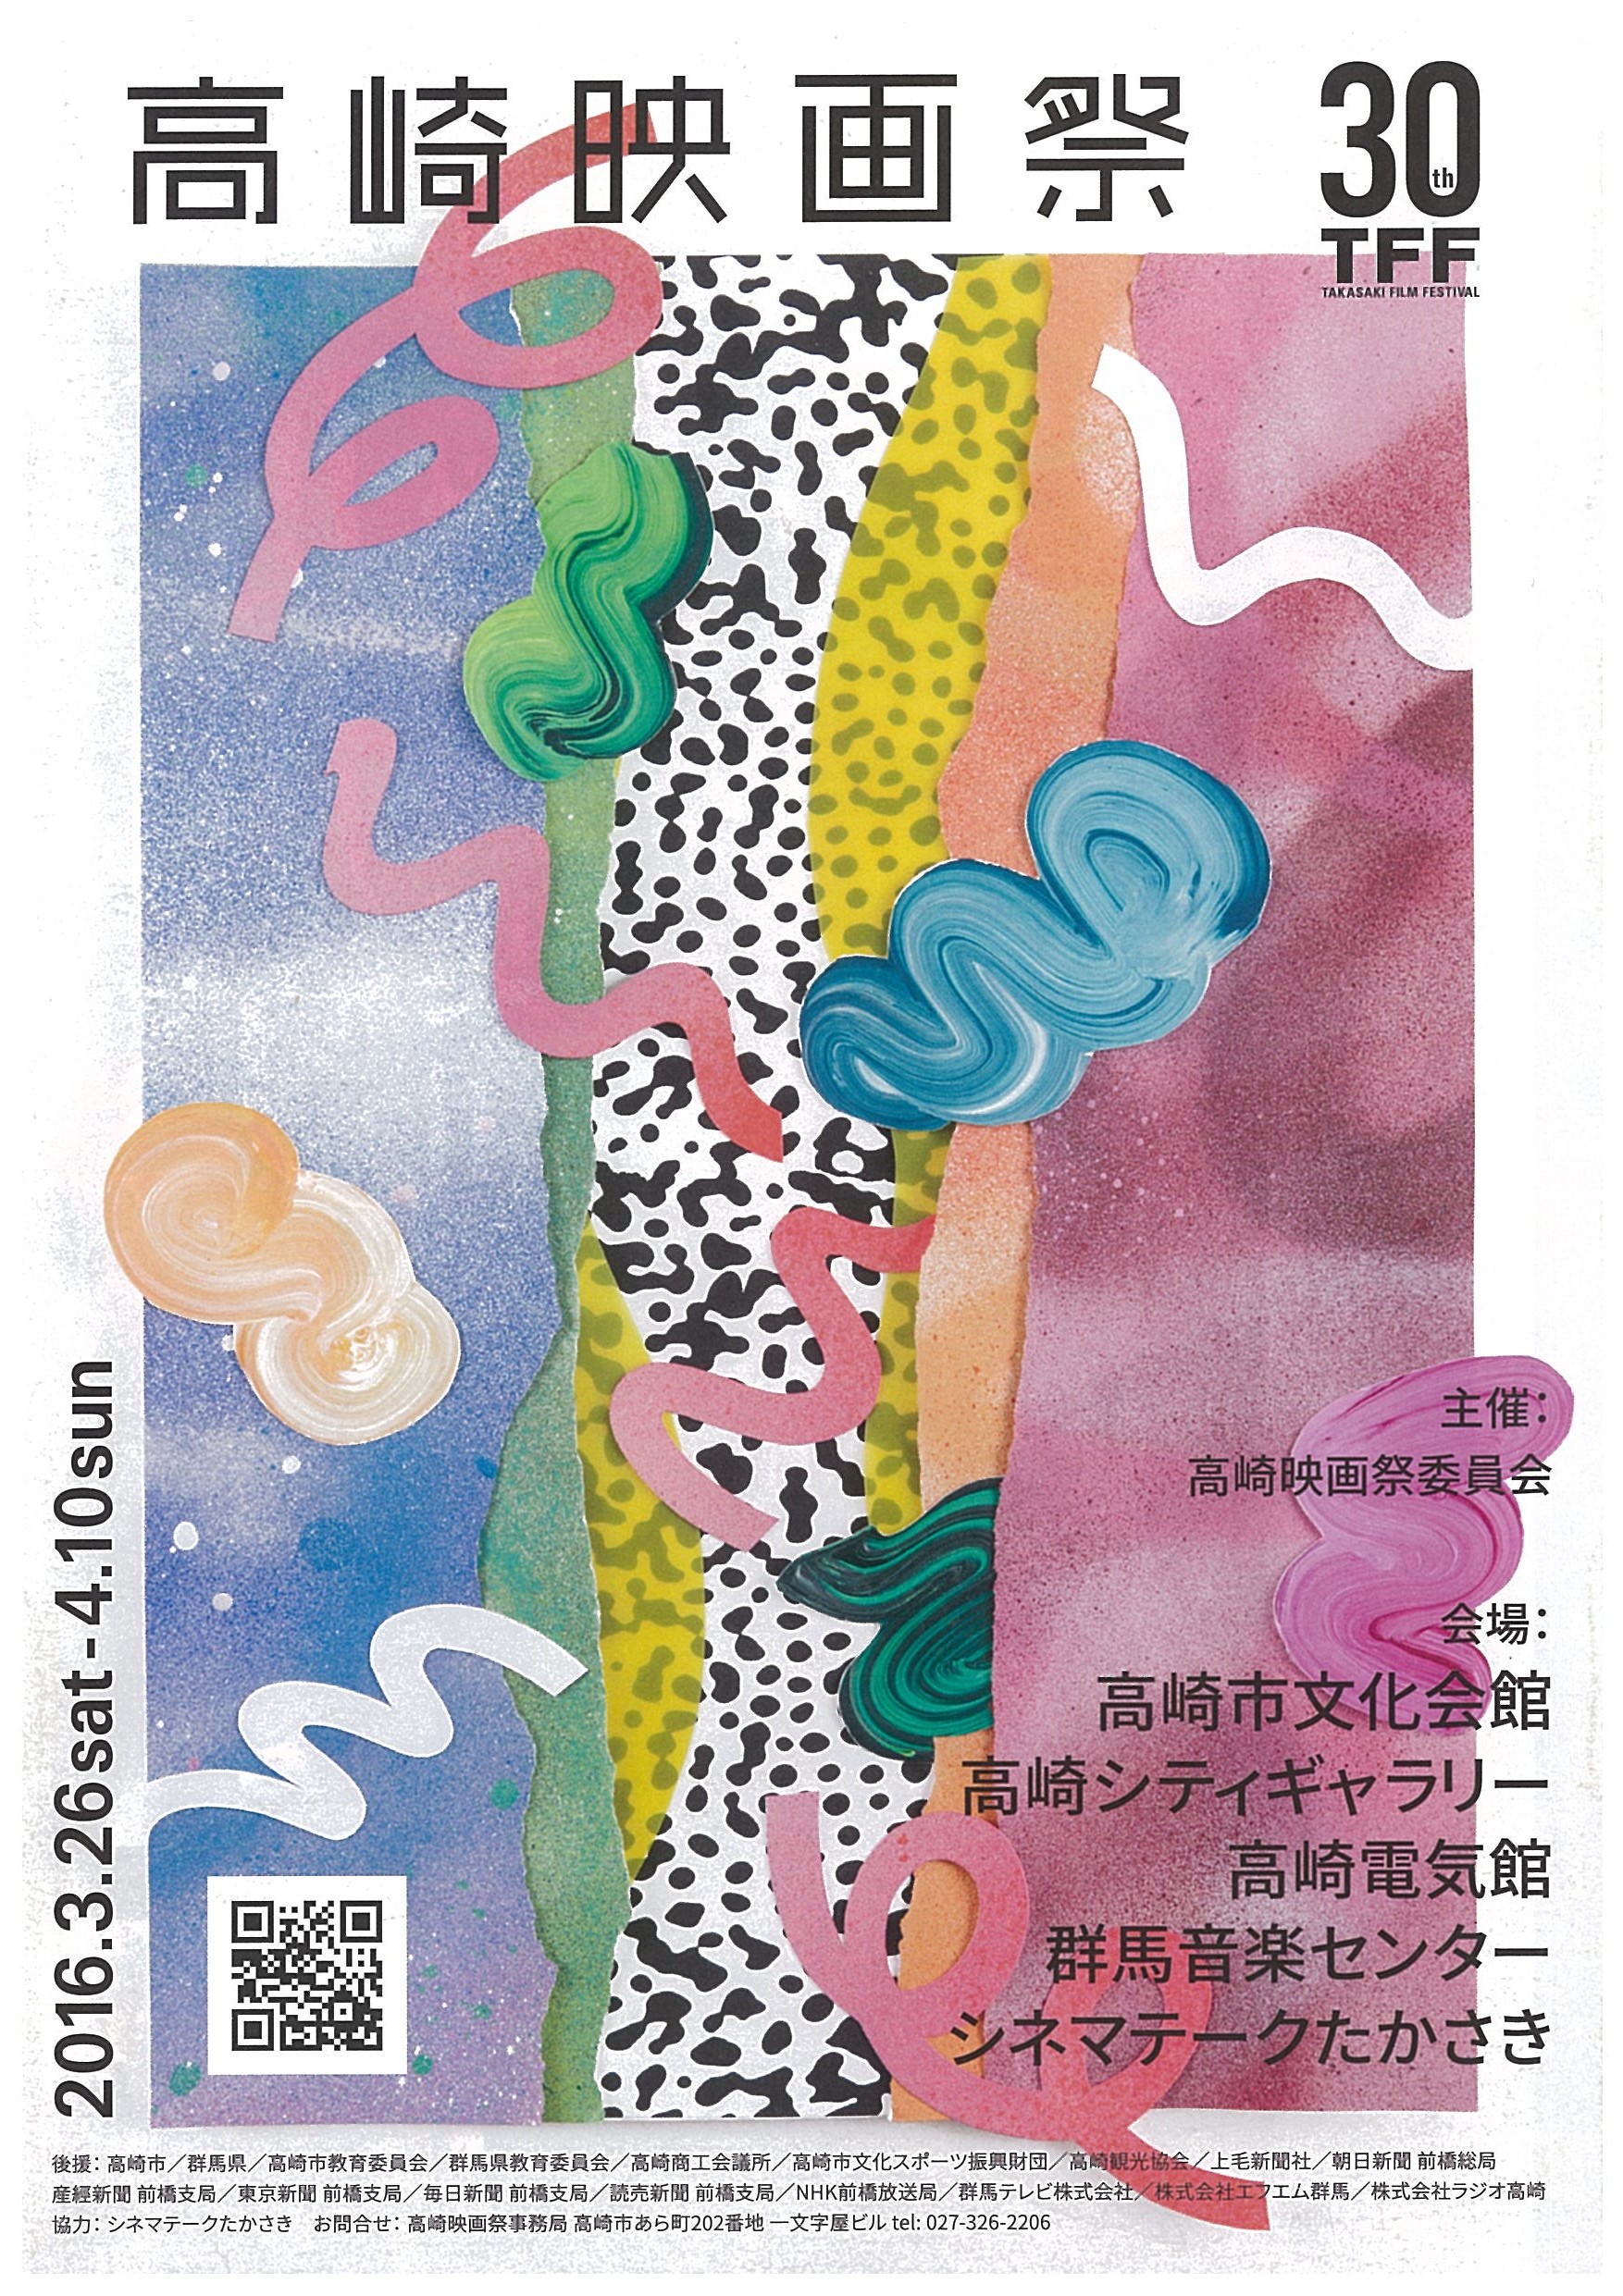 高崎映画祭
30th
TFF
TAKASAKI FILM FESTIVAL
2016.3.26sat-4.10sun
主催：
高崎映画祭委員会
会場：
高崎市文化会館
高崎シティギャラリー
高崎電気館
群馬音楽センター
シネマテークたかさき
後援：高崎市／群馬県／高崎市教育委員会／群馬県教育委員会／高崎商工会議所／高崎市文化スポーツ振興財団／高崎観光協会／上毛新聞社／朝日新聞 前橋総局
産經新聞 前橋支局／東京新聞 前橋支局／毎日新聞 前橋支局／読売新聞 前橋支局／NHK前橋放送局／群馬テレビ株式会社／株式会社エフエム群馬／株式会社ラジオ高崎
協力：シネマテークたかさき　お問合せ：高崎映画祭事務局 高崎市あら町202番地 一文字屋ビル tel: 027-326-2206